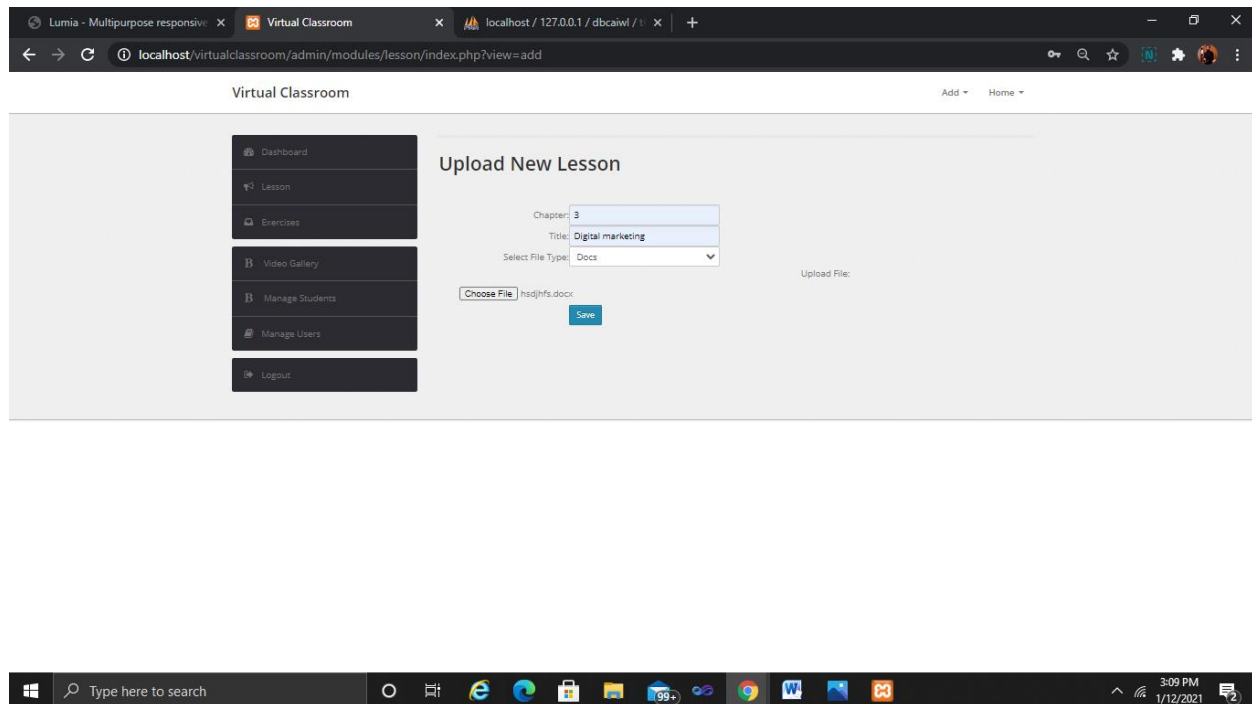 Lumia - Multipurpose responsive
Virtual Classroom
localhost / 127.0.0.1 / dbcaiwl / t
localhost/virtualclassroom/admin/modules/lesson/index.php?view=add
Virtual Classroom
Add
Home
Dashboard
Lesson
Exercises
B Video Gallery
B Manage Students
Manage Users
Logout
Upload New Lesson
Chapter: 3
Title: Digital marketing
Select File Type: Docs
Upload File:
Choose File hsdjhfs.docx
Save
Type here to search
99+
3:09 PM
1/12/2021
2